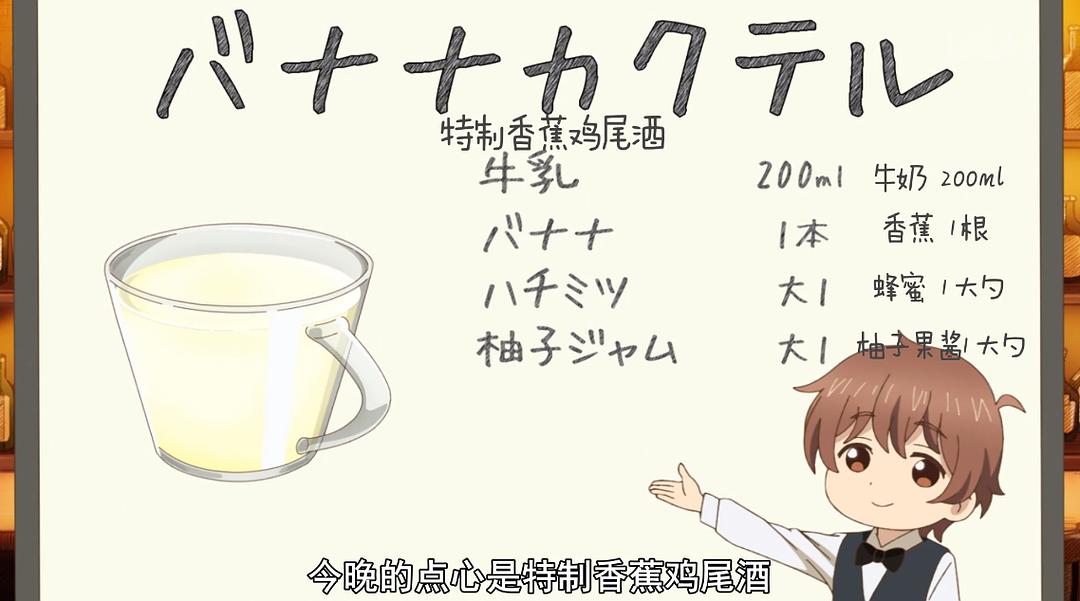 バナナカクテル
特制香蕉鸡尾酒
牛乳 200ml 牛奶 200ml
バナナ 1本 香蕉 1根
ハチミツ 大1 蜂蜜 1大勺
柚子ジャム 大1 柚子果酱1大勺
今晚的点心是特制香蕉鸡尾酒